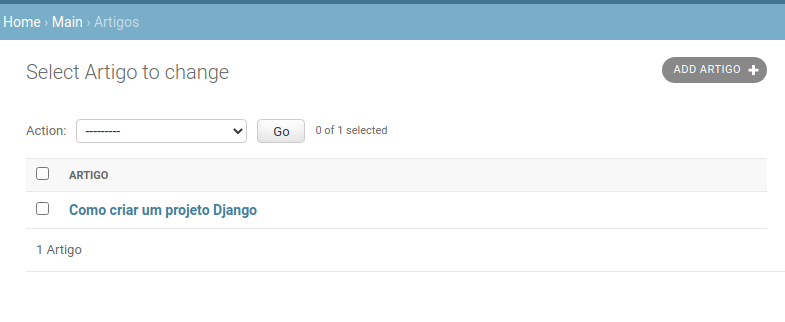 Home › Main › Artigos
Select Artigo to change
ADD ARTIGO +
Action: --------- Go 0 of 1 selected
ARTIGO
Como criar um projeto Django
1 Artigo